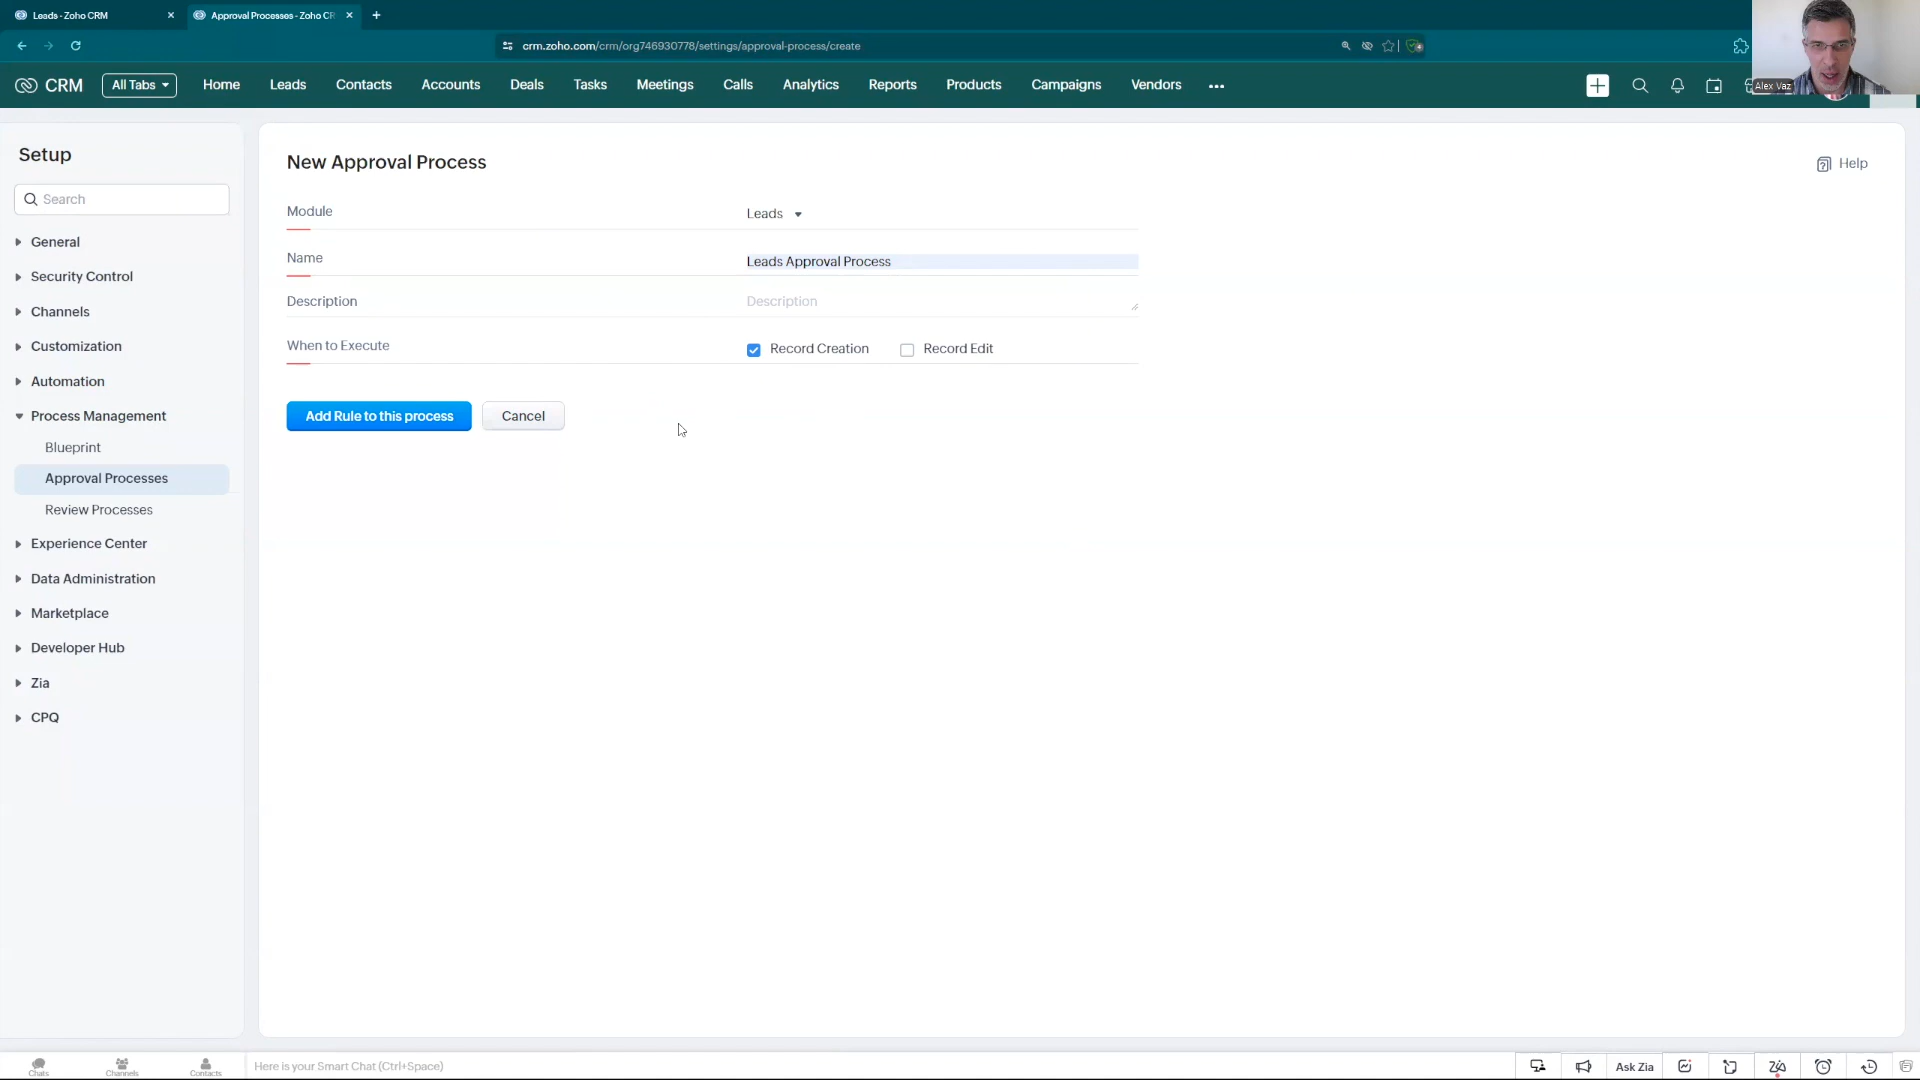 Leads - Zoho CRM
Approval Processes - Zoho CR
crm.zoho.com/crm/org746930778/settings/approval-process/create
CRM
All Tabs
Home
Leads
Contacts
Accounts
Deals
Tasks
Meetings
Calls
Analytics
Reports
Products
Campaigns
Vendors
Alex Vaz
Setup
Search
General
Security Control
Channels
Customization
Automation
Process Management
Blueprint
Approval Processes
Review Processes
Experience Center
Data Administration
Marketplace
Developer Hub
Zia
CPQ
New Approval Process
Help
Module
Leads
Name
Leads Approval Process
Description
Description
When to Execute
Record Creation
Record Edit
Add Rule to this process
Cancel
Chats
Channels
Contacts
Here is your Smart Chat (Ctrl+Space)
Ask Zia